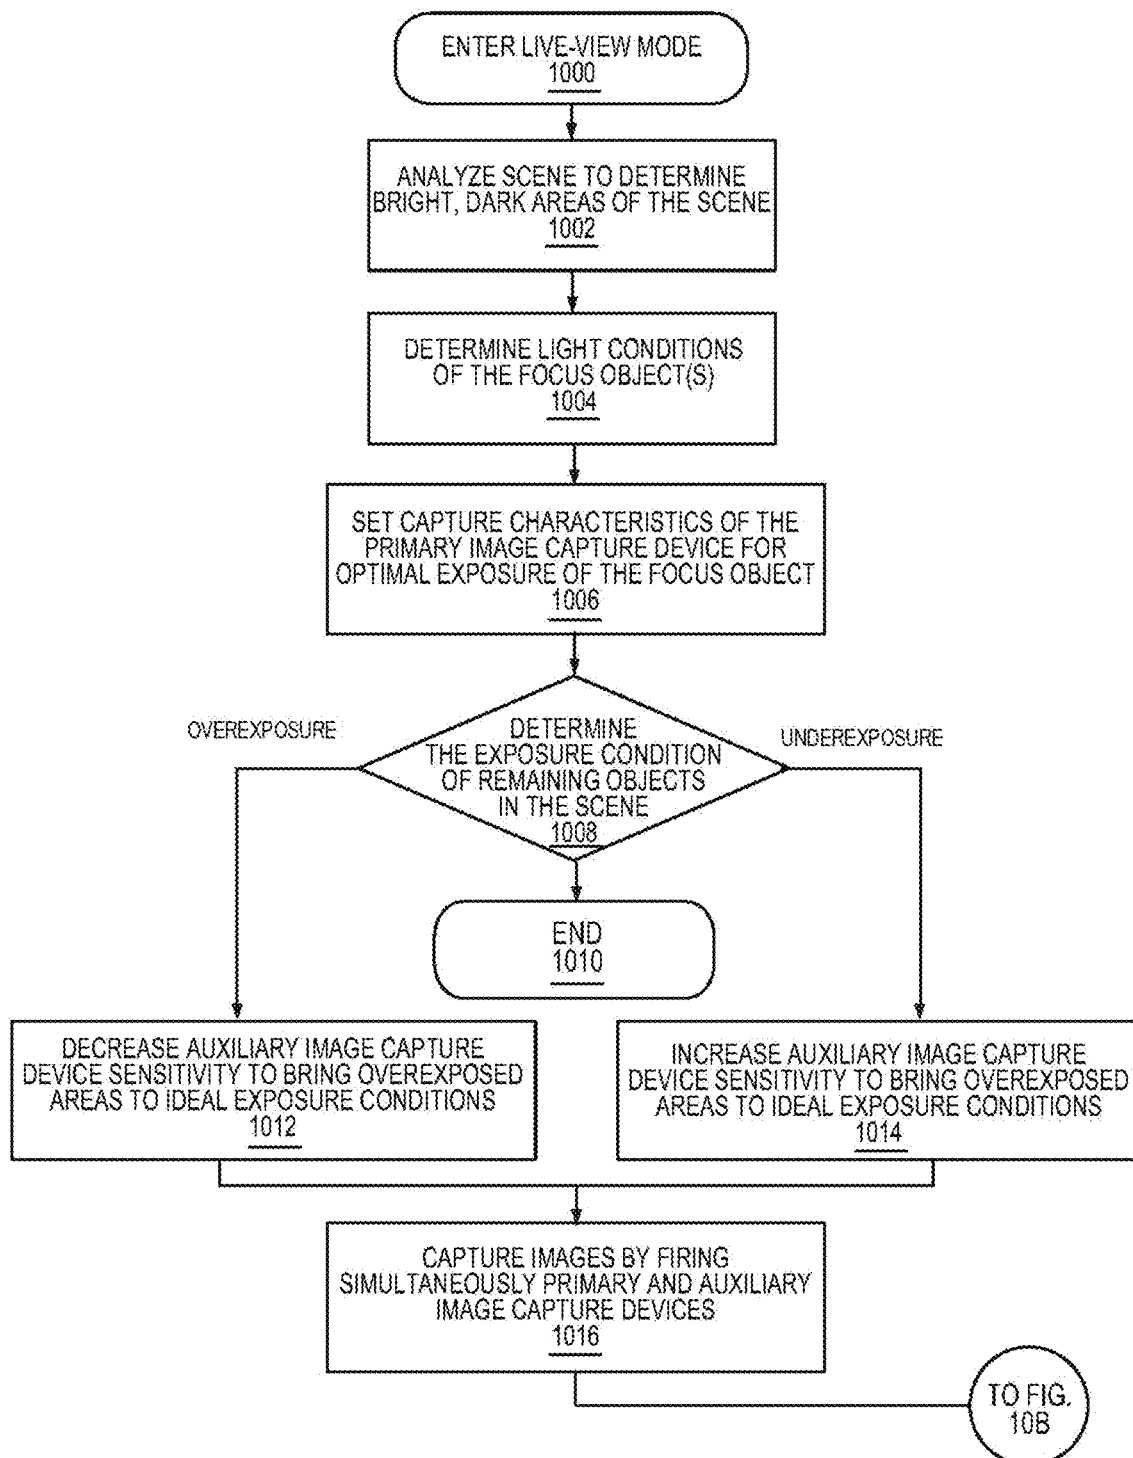 ENTER LIVE-VIEW MODE
1000
ANALYZE SCENE TO DETERMINE
BRIGHT, DARK AREAS OF THE SCENE
1002
DETERMINE LIGHT CONDITIONS
OF THE FOCUS OBJECT(S)
1004
SET CAPTURE CHARACTERISTICS OF THE
PRIMARY IMAGE CAPTURE DEVICE FOR
OPTIMAL EXPOSURE OF THE FOCUS OBJECT
1006
OVEREXPOSURE
DETERMINE
THE EXPOSURE CONDITION
OF REMAINING OBJECTS
IN THE SCENE
1008
UNDEREXPOSURE
END
1010
DECREASE AUXILIARY IMAGE CAPTURE
DEVICE SENSITIVITY TO BRING OVEREXPOSED
AREAS TO IDEAL EXPOSURE CONDITIONS
1012
INCREASE AUXILIARY IMAGE CAPTURE
DEVICE SENSITIVITY TO BRING OVEREXPOSED
AREAS TO IDEAL EXPOSURE CONDITIONS
1014
CAPTURE IMAGES BY FIRING
SIMULTANEOUSLY PRIMARY AND AUXILIARY
IMAGE CAPTURE DEVICES
1016
TO FIG.
10B